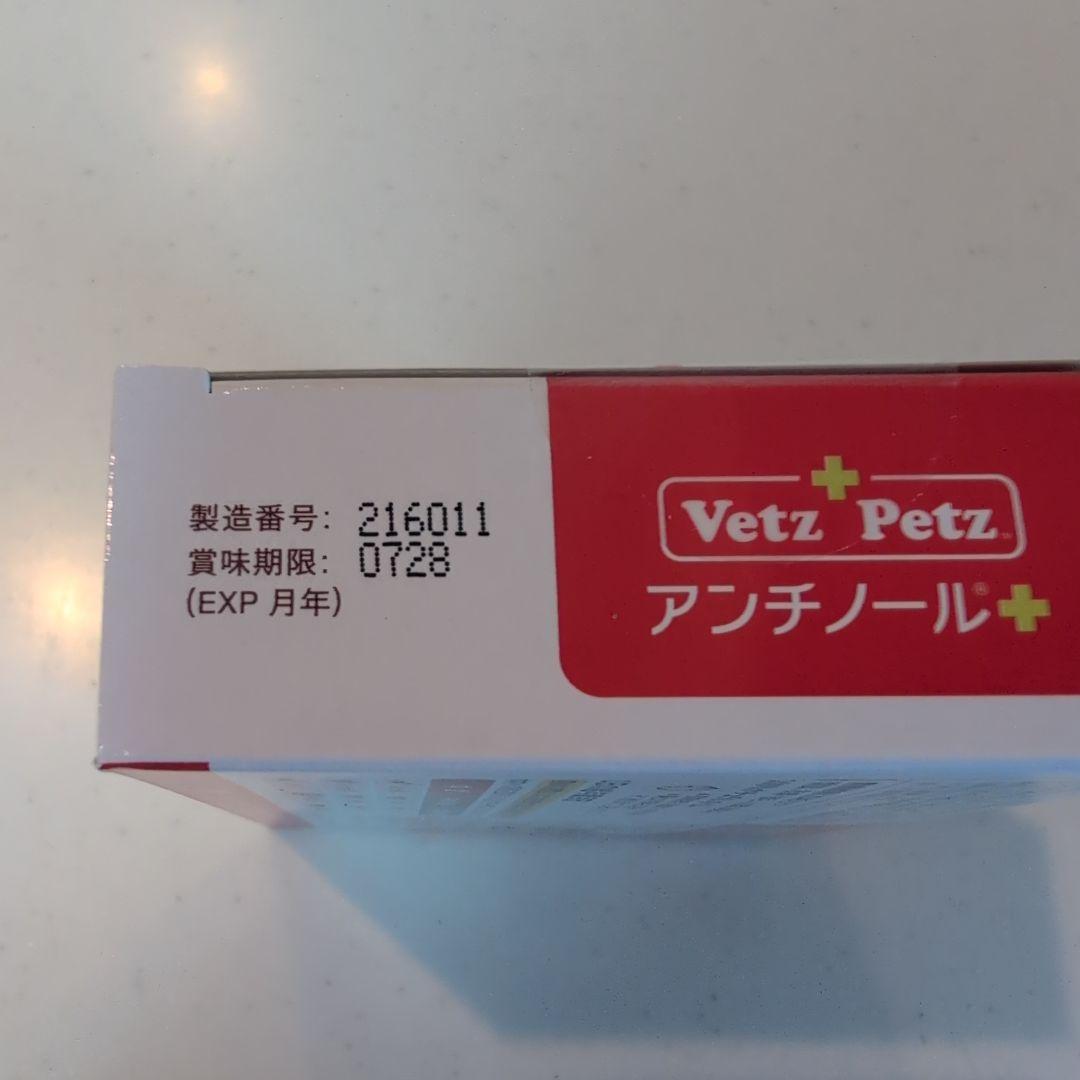 製造番号: 216011
賞味期限: 0728
(EXP 月年)
Vetz Petz™
アンチノール®